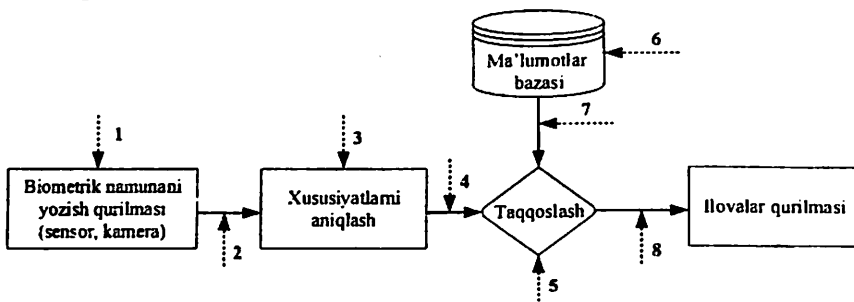 6
Ma'lumotlar
bazasi
7
1
3
4
Biometrik namunani
yozish qurilması
(sensor, kamera)
2
Xususiyatlarni
aniqlash
Taqqoslash
5
8
Ilovalar qurilmasi